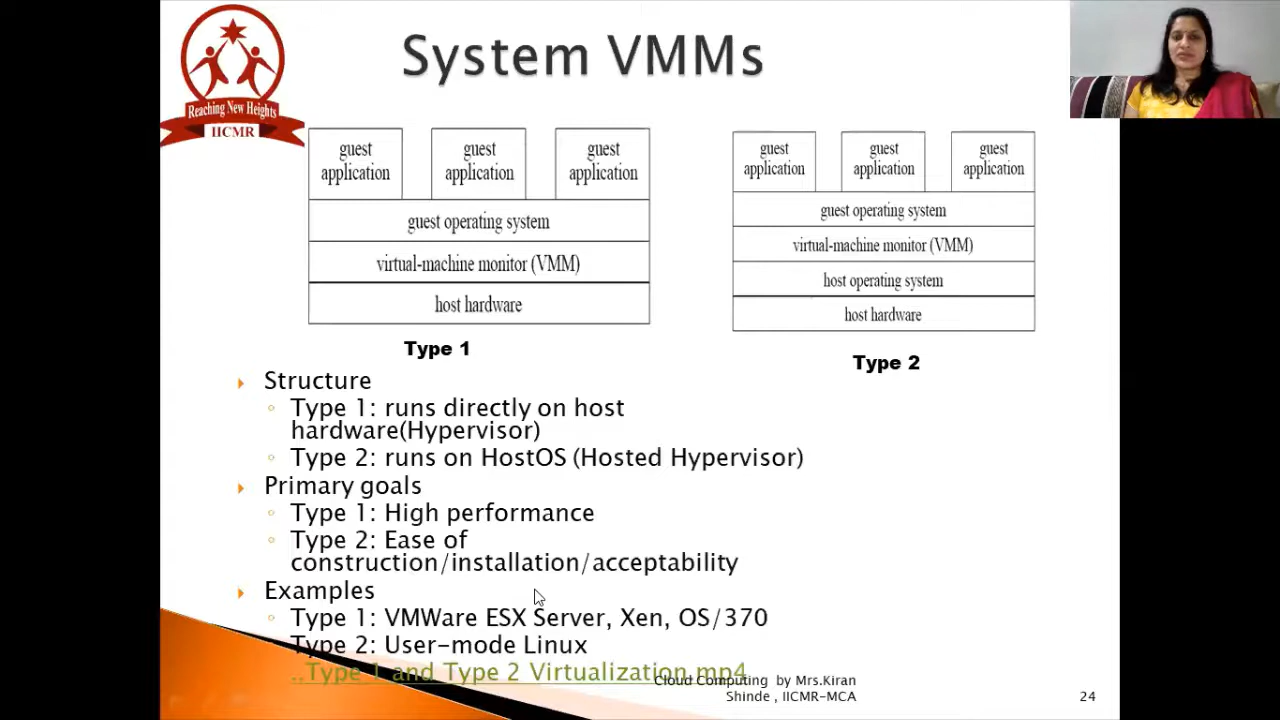 System VMMs
Reaching New Heights
IICMR
guest
application
guest
application
guest
application
guest operating system
virtual-machine monitor (VMM)
host hardware
Type 1
guest
application
guest
application
guest
application
guest operating system
virtual-machine monitor (VMM)
host operating system
host hardware
Type 2
Structure
Type 1: runs directly on host
hardware(Hypervisor)
Type 2: runs on HostOS (Hosted Hypervisor)
Primary goals
Type 1: High performance
Type 2: Ease of
construction/installation/acceptability
Examples
Type 1: VMWare ESX Server, Xen, OS/370
Type 2: User-mode Linux
..Type 1 and Type 2 Virtualization.mp4
Cloud Computing by Mrs.Kiran
Shinde , IICMR-MCA
24